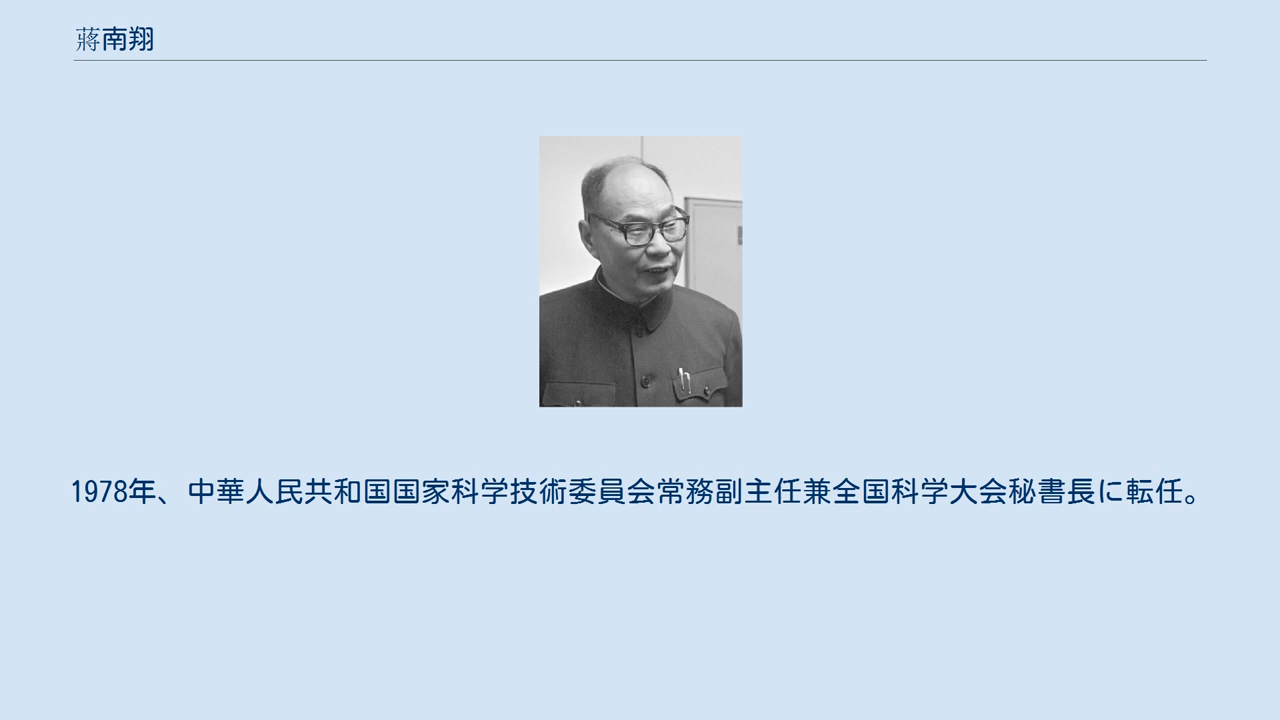 蔣南翔
1978年、中華人民共和国国家科学技術委員会常務副主任兼全国科学大会秘書長に転任。